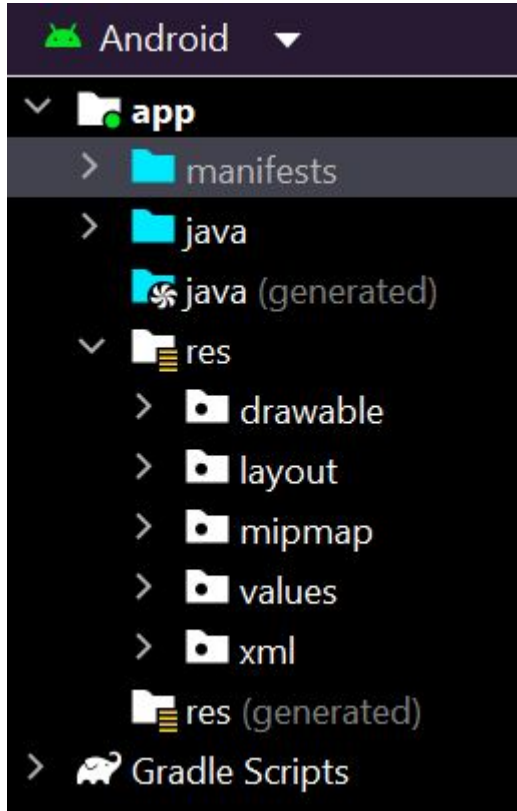 Android
app
manifests
java
java (generated)
res
drawable
layout
mipmap
values
xml
res (generated)
Gradle Scripts